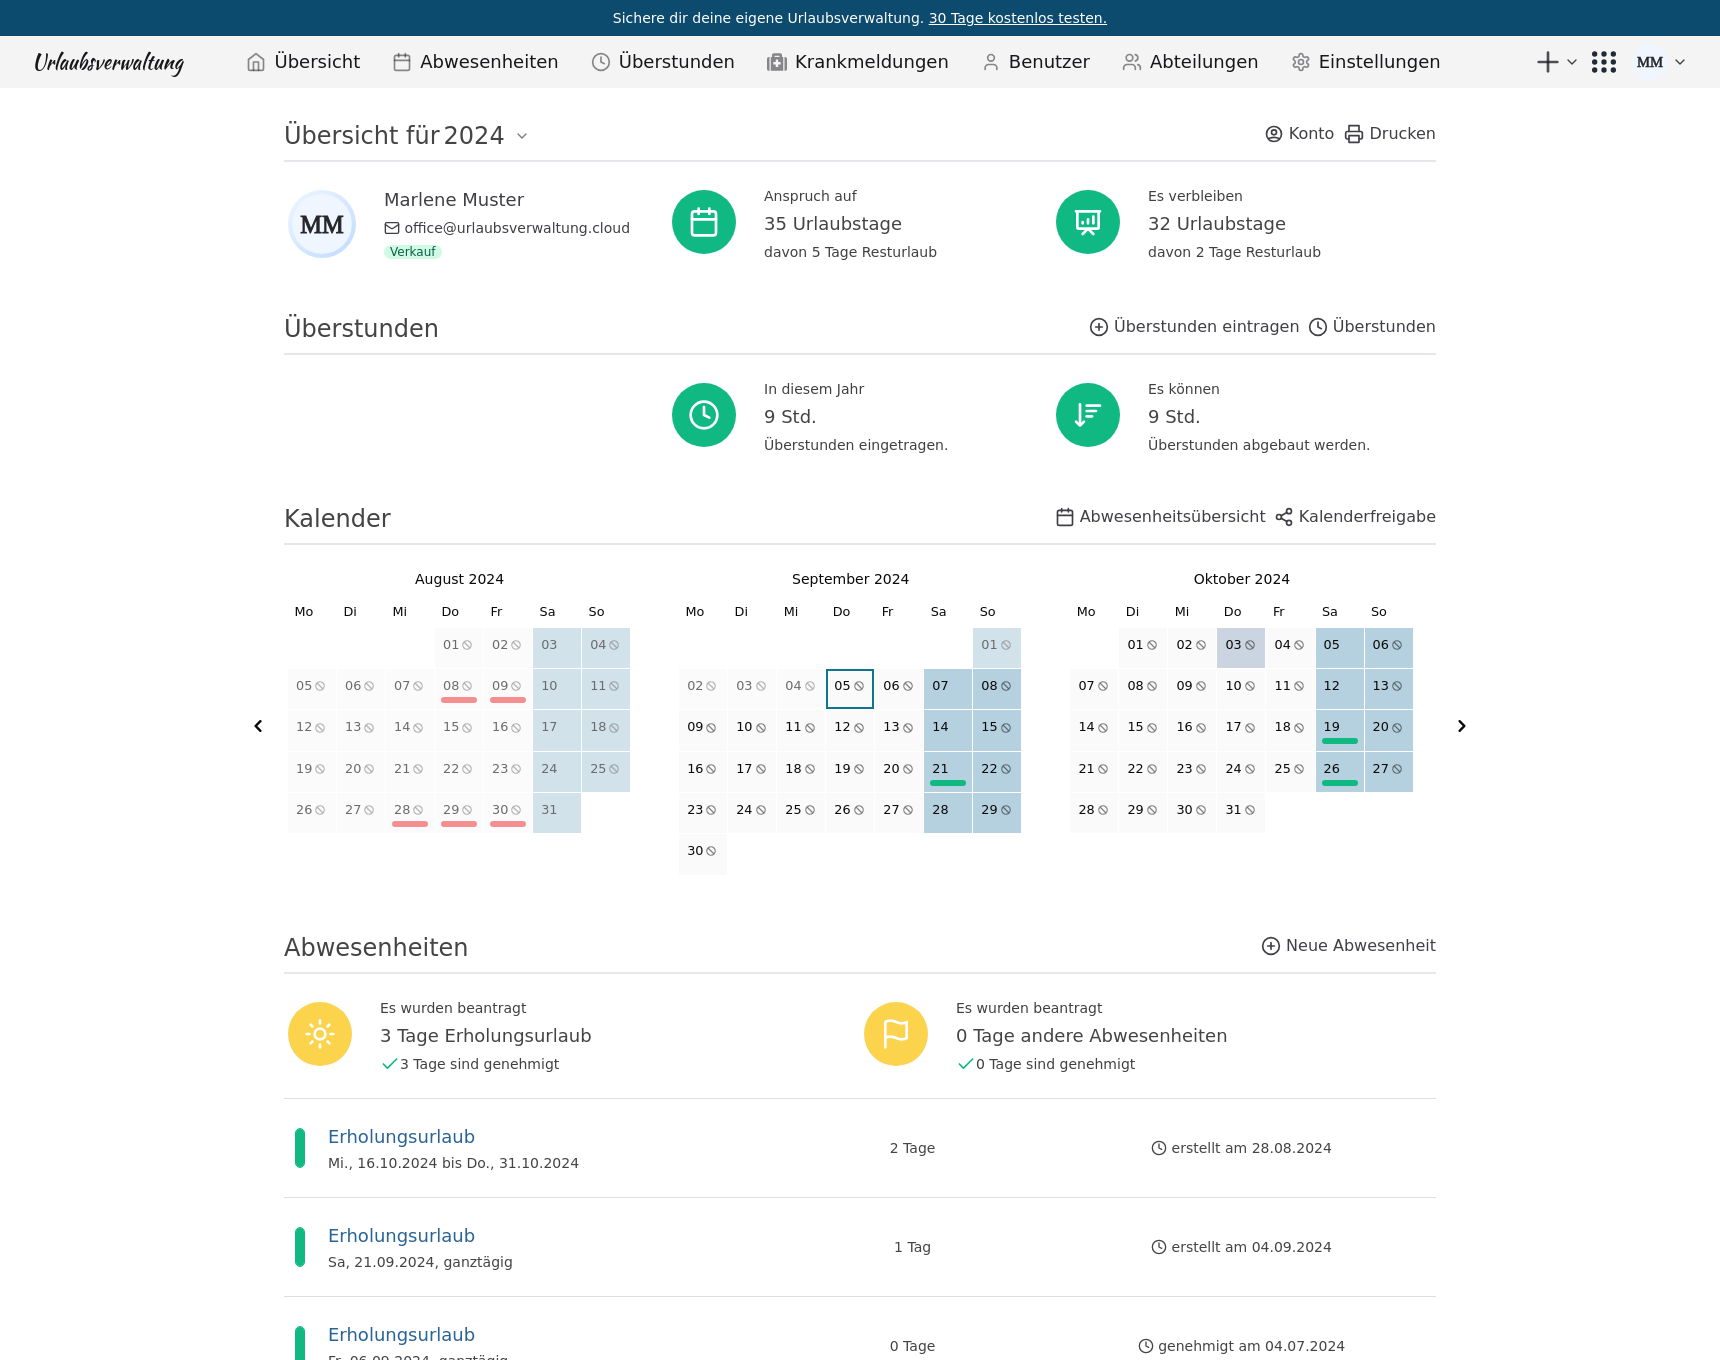 Sichere dir deine eigene Urlaubsverwaltung. 30 Tage kostenlos testen.
Urlaubsverwaltung Übersicht Abwesenheiten Überstunden Krankmeldungen Benutzer Abteilungen Einstellungen MM
Übersicht für 2024 Konto Drucken
MM
Marlene Muster
office@urlaubsverwaltung.cloud
Verkauf
Anspruch auf
35 Urlaubstage
davon 5 Tage Resturlaub
Es verbleiben
32 Urlaubstage
davon 2 Tage Resturlaub
Überstunden Überstunden eintragen Überstunden
In diesem Jahr
9 Std.
Überstunden eingetragen.
Es können
9 Std.
Überstunden abgebaut werden.
Kalender Abwesenheitsübersicht Kalenderfreigabe
August 2024
Mo Di Mi Do Fr Sa So
01 02 03 04
05 06 07 08 09 10 11
12 13 14 15 16 17 18
19 20 21 22 23 24 25
26 27 28 29 30 31
September 2024
Mo Di Mi Do Fr Sa So
01
02 03 04 05 06 07 08
09 10 11 12 13 14 15
16 17 18 19 20 21 22
23 24 25 26 27 28 29
30
Oktober 2024
Mo Di Mi Do Fr Sa So
01 02 03 04 05 06
07 08 09 10 11 12 13
14 15 16 17 18 19 20
21 22 23 24 25 26 27
28 29 30 31
Abwesenheiten Neue Abwesenheit
Es wurden beantragt
3 Tage Erholungsurlaub
3 Tage sind genehmigt
Es wurden beantragt
0 Tage andere Abwesenheiten
0 Tage sind genehmigt
Erholungsurlaub
Mi., 16.10.2024 bis Do., 31.10.2024
2 Tage
erstellt am 28.08.2024
Erholungsurlaub
Sa, 21.09.2024, ganztägig
1 Tag
erstellt am 04.09.2024
Erholungsurlaub
Fr, 06.09.2024, ganztägig
0 Tage
genehmigt am 04.07.2024